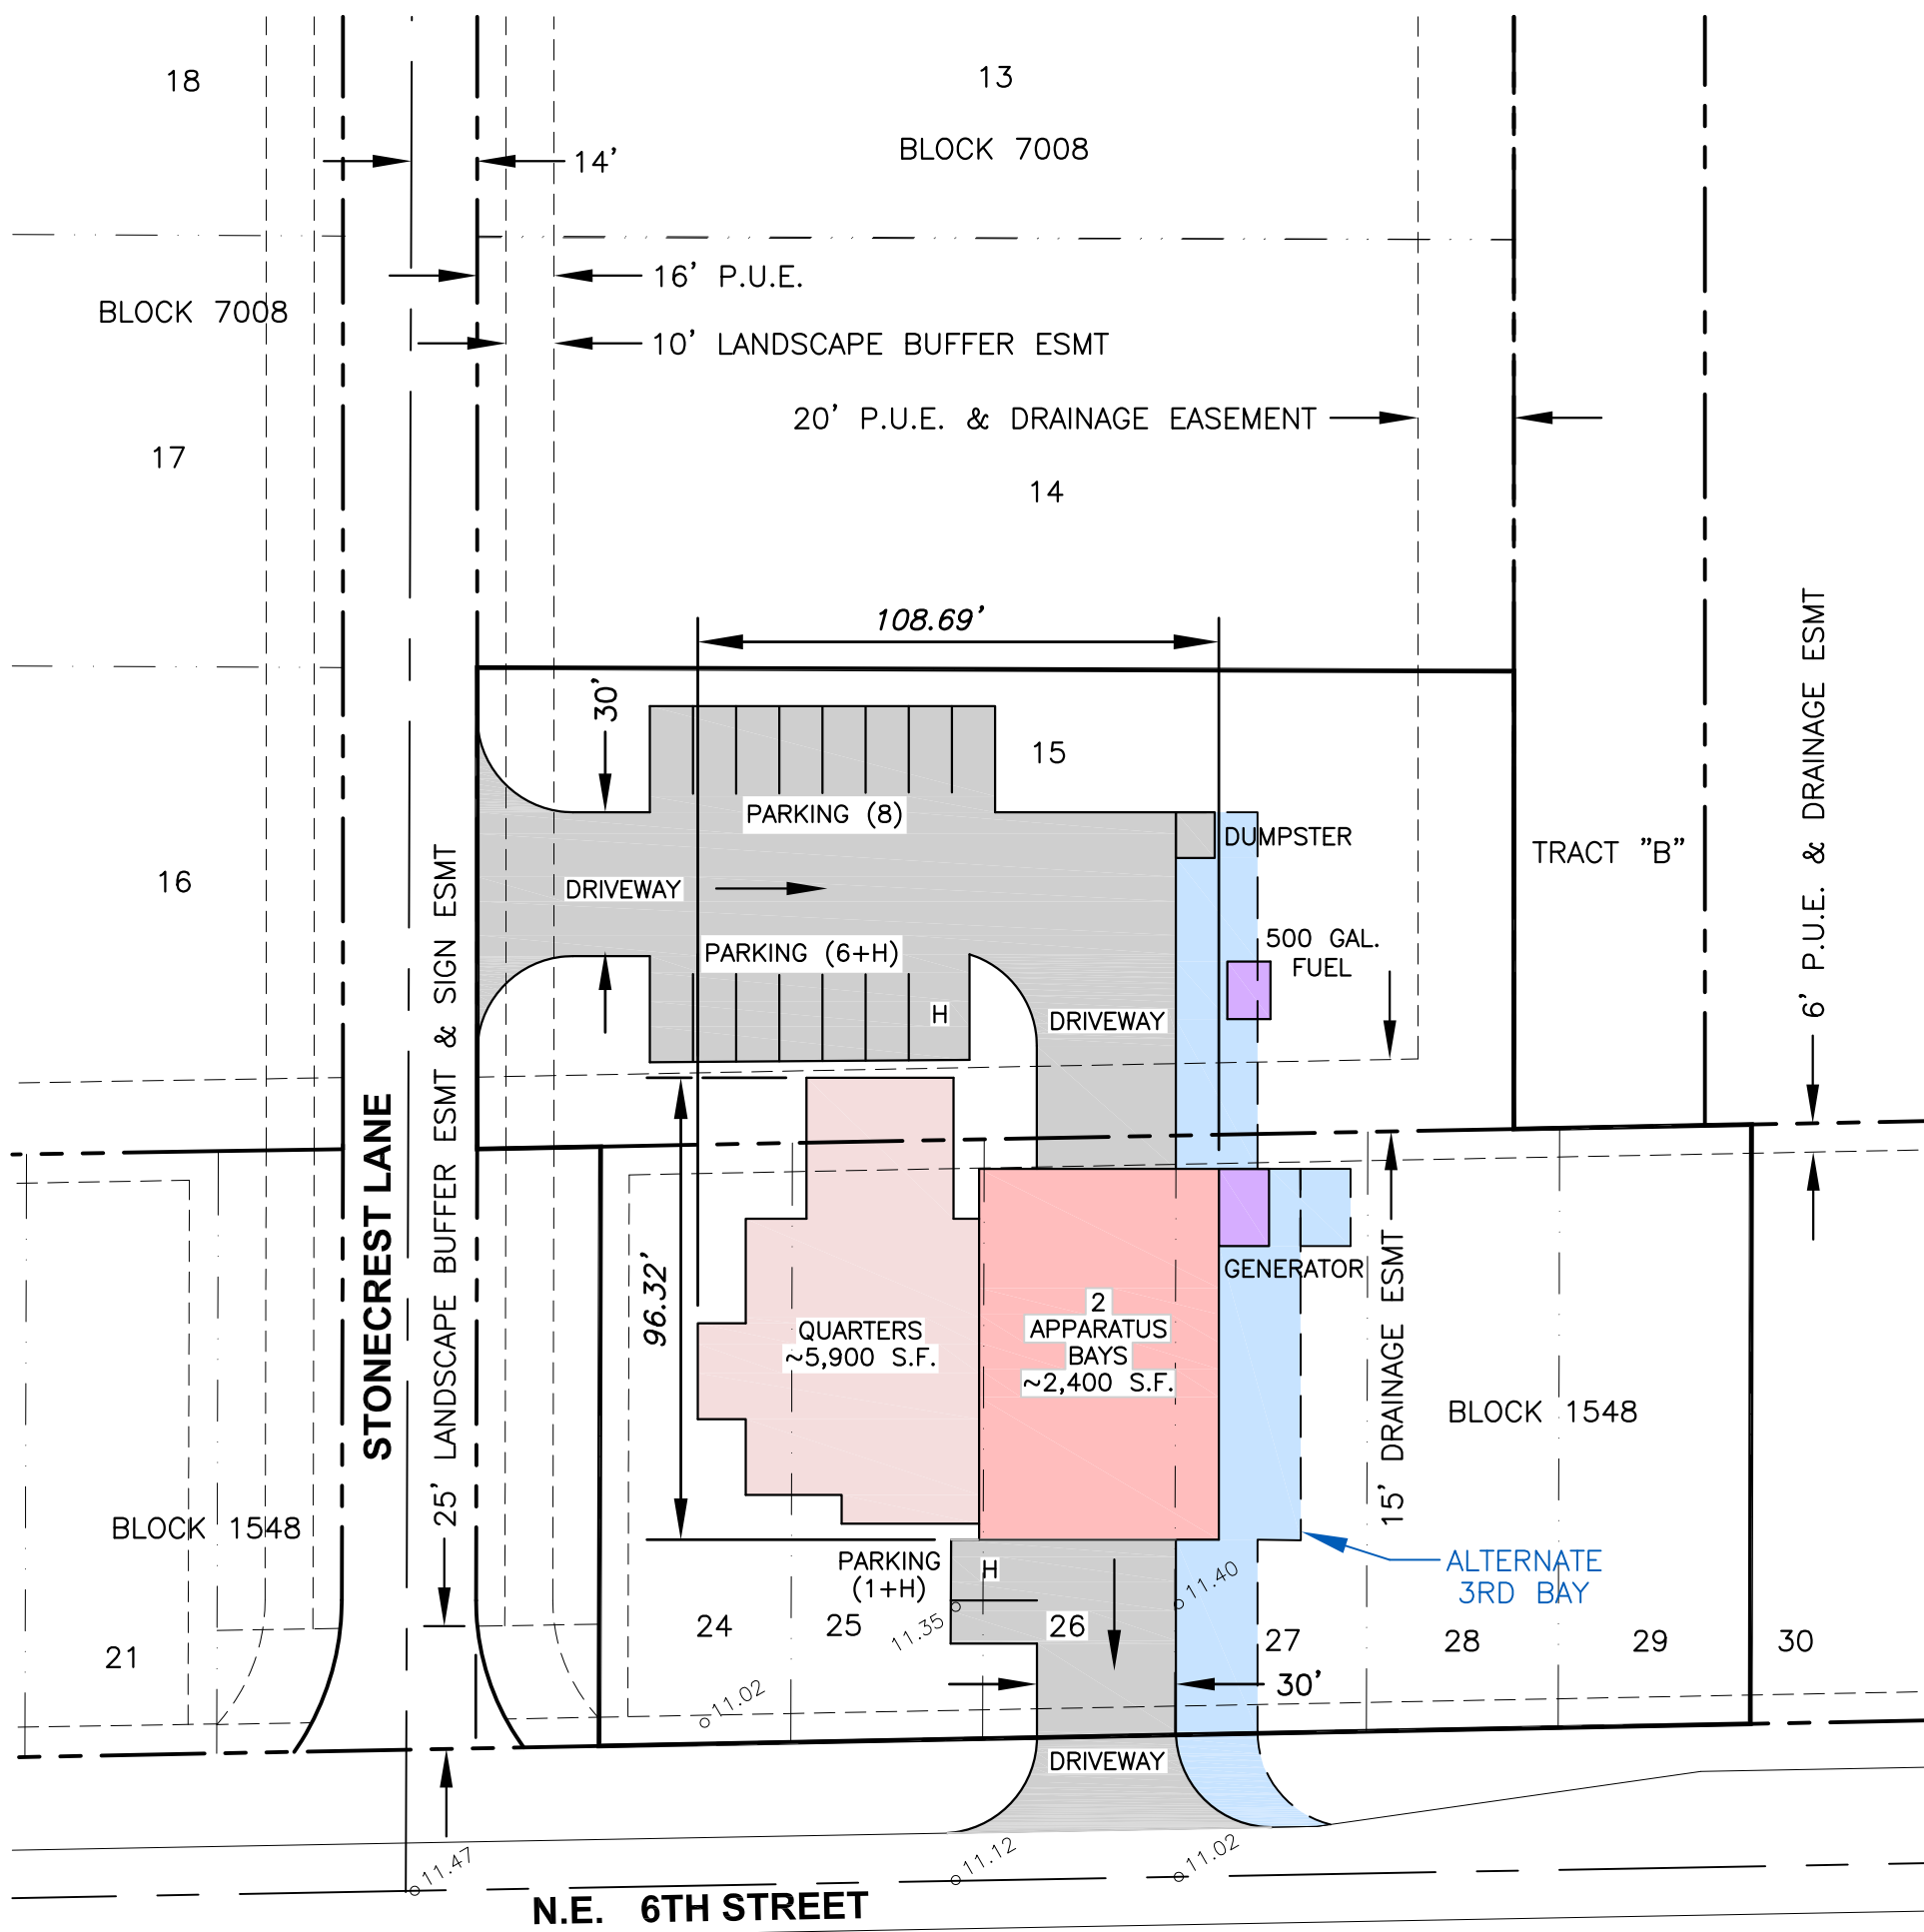 18
13
BLOCK 7008
14'
16' P.U.E.
BLOCK 7008
10' LANDSCAPE BUFFER ESMT
20' P.U.E. & DRAINAGE EASEMENT
17
14
108.69'
30'
15
PARKING (8)
DUMPSTER
TRACT "B"
6' P.U.E. & DRAINAGE ESMT
16
DRIVEWAY
PARKING (6+H)
500 GAL.
FUEL
H
DRIVEWAY
STONECREST LANE
25' LANDSCAPE BUFFER ESMT & SIGN ESMT
96.32'
QUARTERS
~5,900 S.F.
2
APPARATUS
BAYS
~2,400 S.F.
GENERATOR
15' DRAINAGE ESMT
BLOCK 1548
BLOCK 1548
PARKING
(1+H)
H
11.40
ALTERNATE
3RD BAY
11.35
21
24
25
26
27
28
29
30
30'
11.02
DRIVEWAY
11.47
11.12
11.02
N.E. 6TH STREET